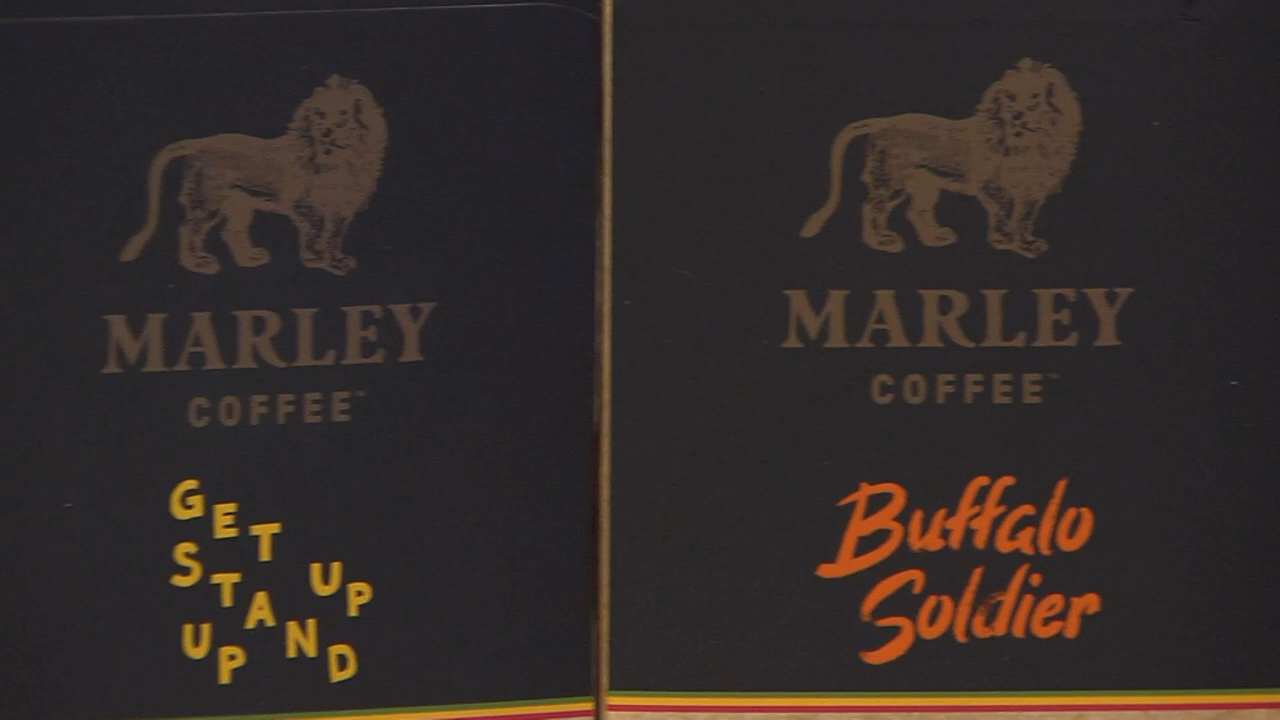 MARLEY
COFFEE™
GET
STAND UP
UP
MARLEY
COFFEE™
Buffalo
Soldier